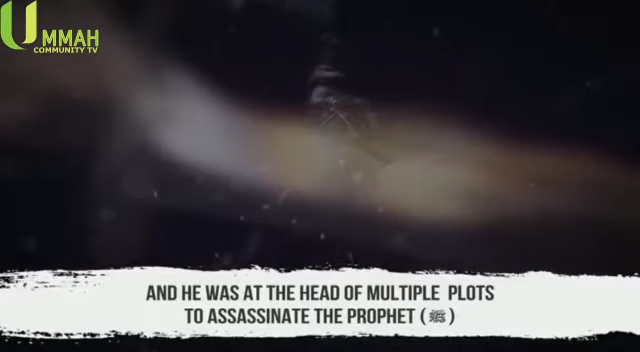 UMMAH
COMMUNITY TV
AND HE WAS AT THE HEAD OF MULTIPLE PLOTS
TO ASSASSINATE THE PROPHET (ﷺ)